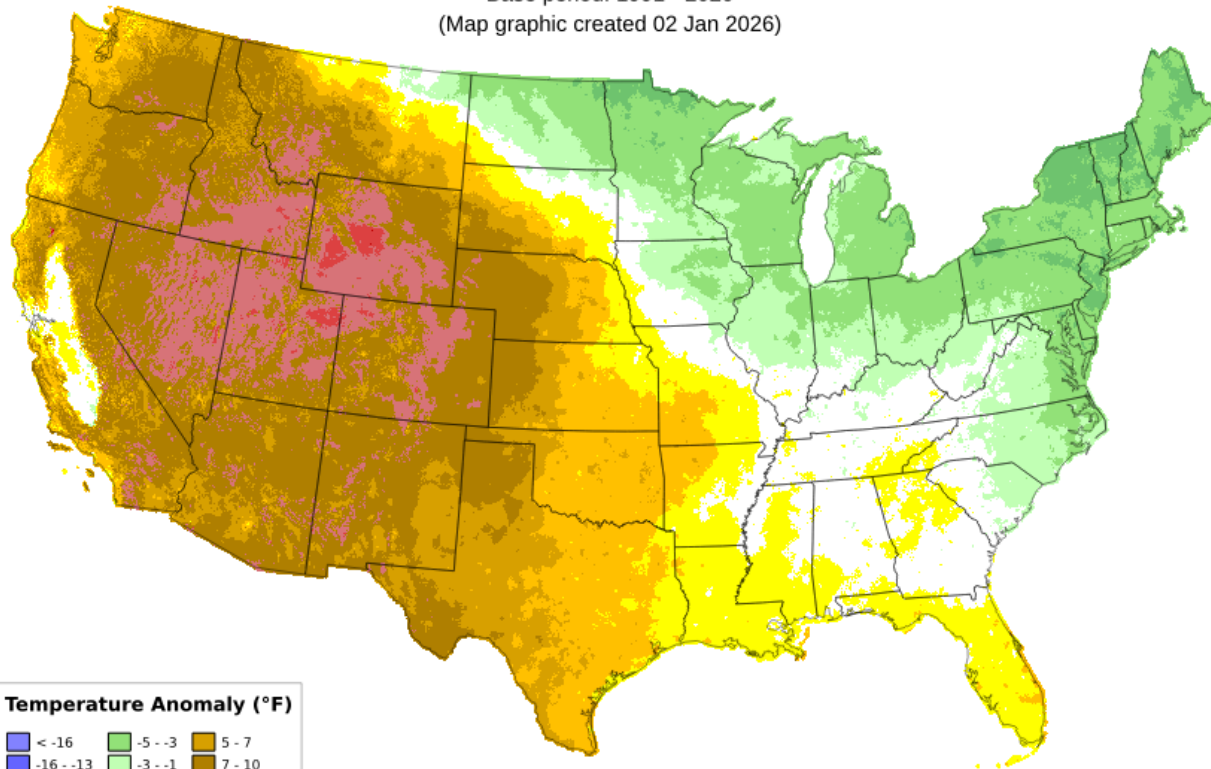 (Map graphic created 02 Jan 2026)
Temperature Anomaly (°F)
< -16 -5 - -3 5 - 7
-16 - -13 -3 - -1 7 - 10